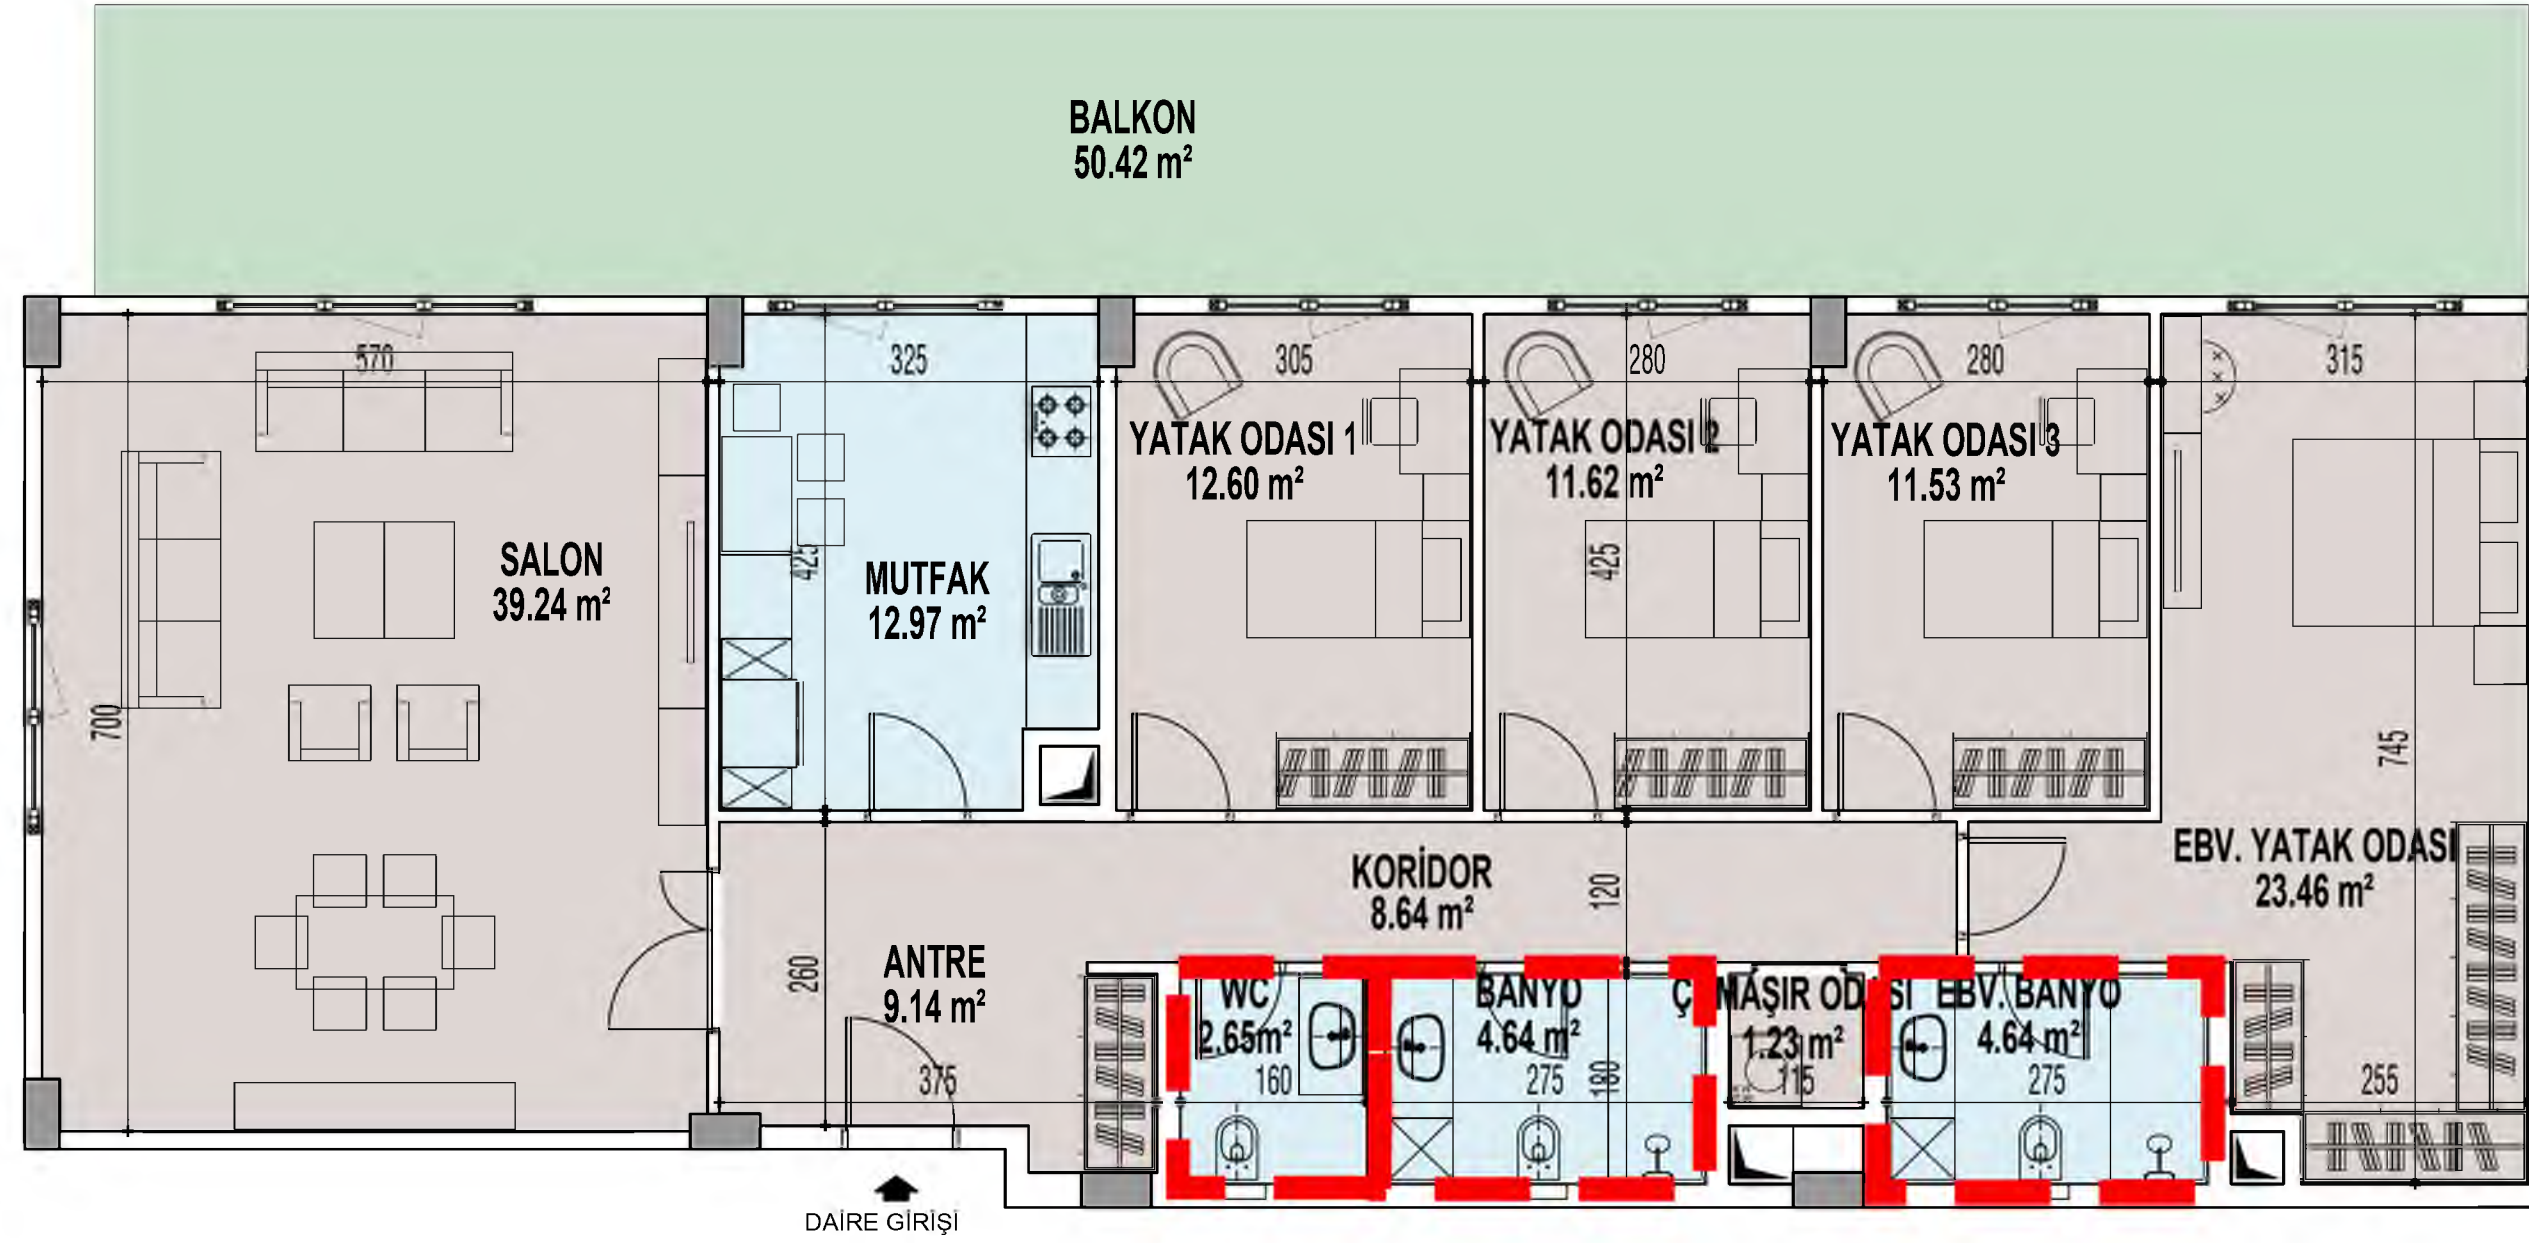 BALKON
50.42 m²
570
325
305
280
280
315
YATAK ODASI 1
12.60 m²
YATAK ODASI 2
11.62 m²
YATAK ODASI 3
11.53 m²
SALON
39.24 m²
425
MUTFAK
12.97 m²
425
700
745
KORİDOR
8.64 m²
120
EBV. YATAK ODASI
23.46 m²
ANTRE
9.14 m²
260
WC
2.65m²
BANYO
4.64 m²
ÇAMAŞIR ODASI
1.23 m²
EBV. BANYO
4.64 m²
375
160
275
180
115
275
255
DAİRE GİRİŞİ